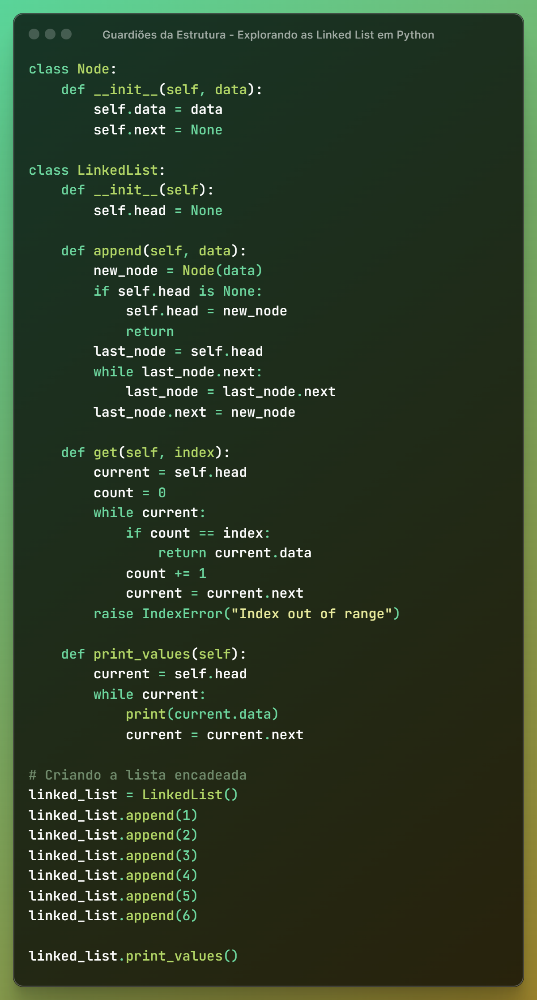 Guardiões da Estrutura - Explorando as Linked List em Python
class Node:
    def __init__(self, data):
        self.data = data
        self.next = None

class LinkedList:
    def __init__(self):
        self.head = None

    def append(self, data):
        new_node = Node(data)
        if self.head is None:
            self.head = new_node
            return
        last_node = self.head
        while last_node.next:
            last_node = last_node.next
        last_node.next = new_node

    def get(self, index):
        current = self.head
        count = 0
        while current:
            if count == index:
                return current.data
            count += 1
            current = current.next
        raise IndexError("Index out of range")

    def print_values(self):
        current = self.head
        while current:
            print(current.data)
            current = current.next

# Criando a lista encadeada
linked_list = LinkedList()
linked_list.append(1)
linked_list.append(2)
linked_list.append(3)
linked_list.append(4)
linked_list.append(5)
linked_list.append(6)

linked_list.print_values()